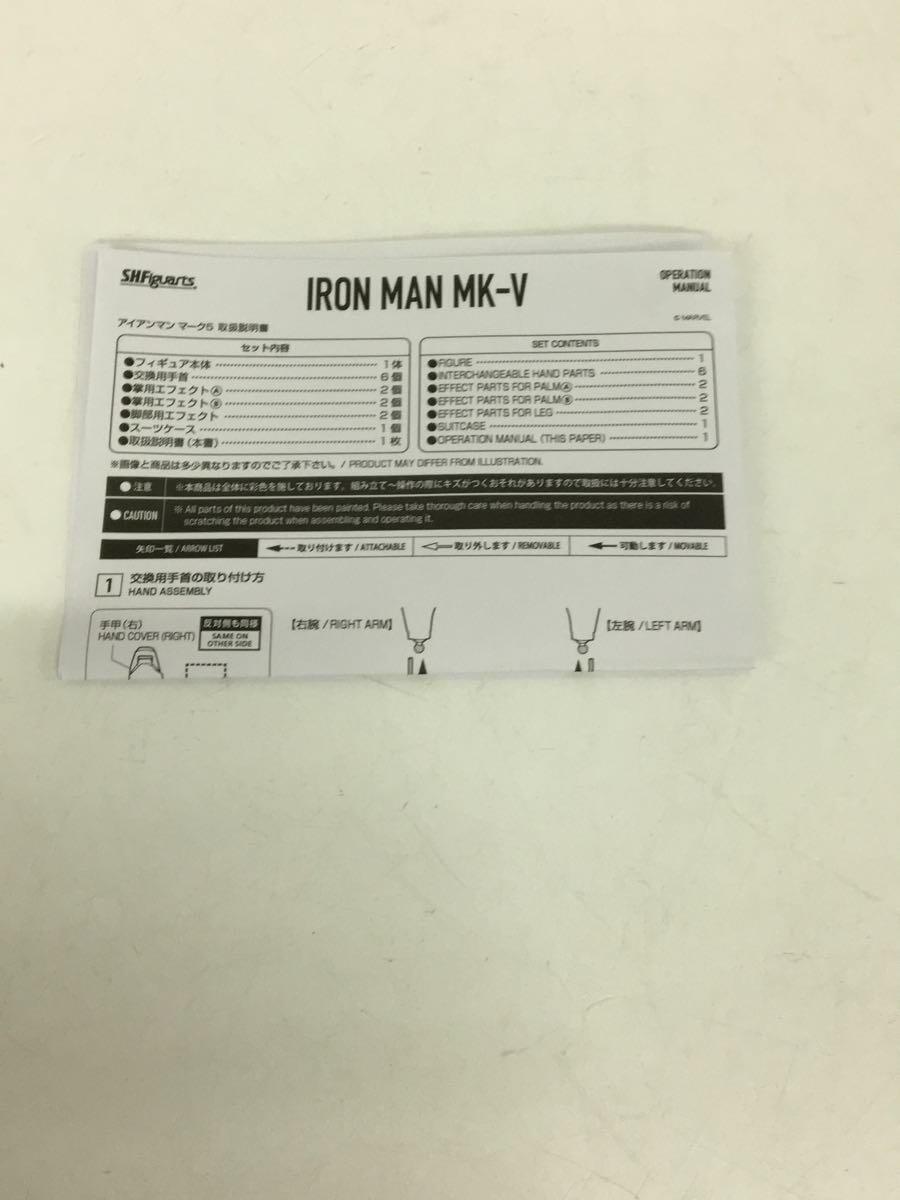 S.H.Figuarts
IRON MAN MK-V
OPERATION
MANUAL
アイアンマン マーク5 取扱説明書
© MARVEL
セット内容
●フィギュア本体 1体
●交換用手首 6個
●掌用エフェクトⒶ 2個
●掌用エフェクトⒷ 2個
●脚部用エフェクト 2個
●スーツケース 1個
●取扱説明書(本書) 1枚
SET CONTENTS
●FIGURE 1
●INTERCHANGEABLE HAND PARTS 6
●EFFECT PARTS FOR PALMⒶ 2
●EFFECT PARTS FOR PALMⒷ 2
●EFFECT PARTS FOR LEG 2
●SUITCASE 1
●OPERATION MANUAL (THIS PAPER) 1
※画像と商品は多少異なりますのでご了承下さい。/ PRODUCT MAY DIFFER FROM ILLUSTRATION.
●注意 ※本商品は全体に彩色を施しております。組み立て〜操作の際にキズがつくおそれがありますので取扱には十分注意してください。
●CAUTION ※ All parts of this product have been painted. Please take thorough care when handling the product as there is a risk of
scratching the product when assembling and operating it.
矢印一覧 / ARROW LIST 取り付けます / ATTACHABLE 取り外します / REMOVABLE 可動します / MOVABLE
1 交換用手首の取り付け方
HAND ASSEMBLY
手甲(右)
HAND COVER (RIGHT)
反対側も同様
SAME ON
OTHER SIDE
【右腕 / RIGHT ARM】
【左腕 / LEFT ARM】